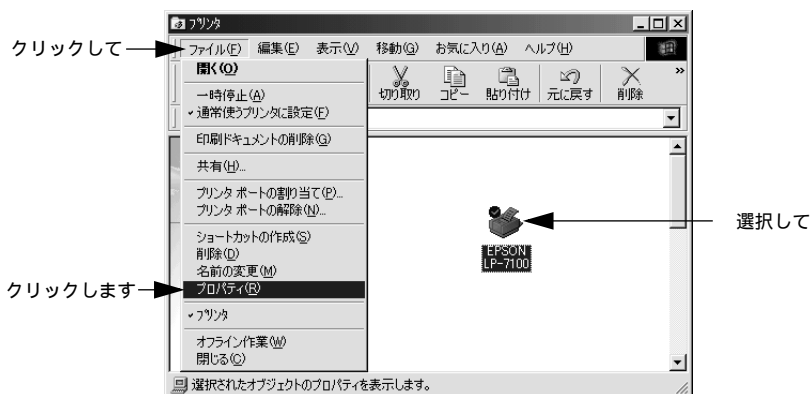 プリンタ
クリックして
ファイル(F) 編集(E) 表示(V) 移動(G) お気に入り(A) ヘルプ(H)
開く(O)
切り取り コピー 貼り付け 元に戻す 削除 »
一時停止(A)
通常使うプリンタに設定(F)
印刷ドキュメントの削除(G)
共有(H)...
プリンタ ポートの割り当て(P)...
プリンタ ポートの解除(N)...
ショートカットの作成(S)
削除(D)
名前の変更(M)
プロパティ(R)
プリンタ
オフライン作業(W)
閉じる(C)
EPSON
LP-7100
選択して
クリックします
選択されたオブジェクトのプロパティを表示します。